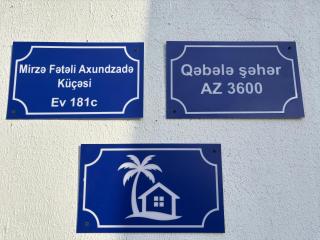 Mirzə Fətəli Axundzadə
Küçəsi
Ev 181c
Qəbələ şəhər
AZ 3600